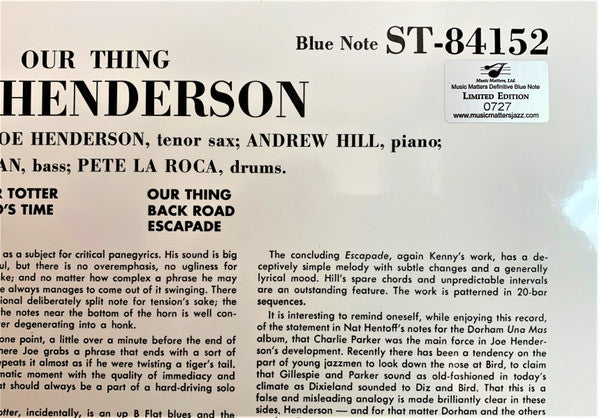 Blue Note ST-84152
OUR THING
HENDERSON
Music Matters, Ltd.
Music Matters Definitive Blue Note
LIMITED EDITION
0727
www.musicmattersjazz.com
OE HENDERSON, tenor sax; ANDREW HILL, piano;
AN, bass; PETE LA ROCA, drums.
R TOTTER
O'S TIME
OUR THING
BACK ROAD
ESCAPADE
as a subject for critical panegyrics. His sound is big
ul, but there is no overemphasis, no ugliness for
ke; and no matter how complex a phrase he may
e always manages to come out of it swinging. There
ional deliberately split note for tension's sake; the
the notes near the bottom of the horn is well con-
er degenerating into a honk.
one point, a little over a minute before the end of
here Joe grabs a phrase that ends with a sort of
epeats it almost as if he were twisting a tiger's tail.
matic moment with the quality of immediacy and
at should always be a part of a hard-driving solo
otter, incidentally, is an up B Flat blues and the
The concluding Escapade, again Kenny's work, has a de-
ceptively simple melody with subtle changes and a generally
lyrical mood. Hill's spare chords and unpredictable intervals
are an outstanding feature. The work is patterned in 20-bar
sequences.
It is interesting to remind oneself, while enjoying this record,
of the statement in Nat Hentoff's notes for the Dorham Una Mas
album, that Charlie Parker was the main force in Joe Hender-
son's development. Recently there has been a tendency on the
part of young jazzmen to look down the nose at Bird, to claim
that Gillespie and Parker sound as old-fashioned in today's
climate as Dixieland sounded to Diz and Bird. That this is a
false and misleading analogy is made brilliantly clear in these
sides, Henderson — and for that matter Dorham and the others